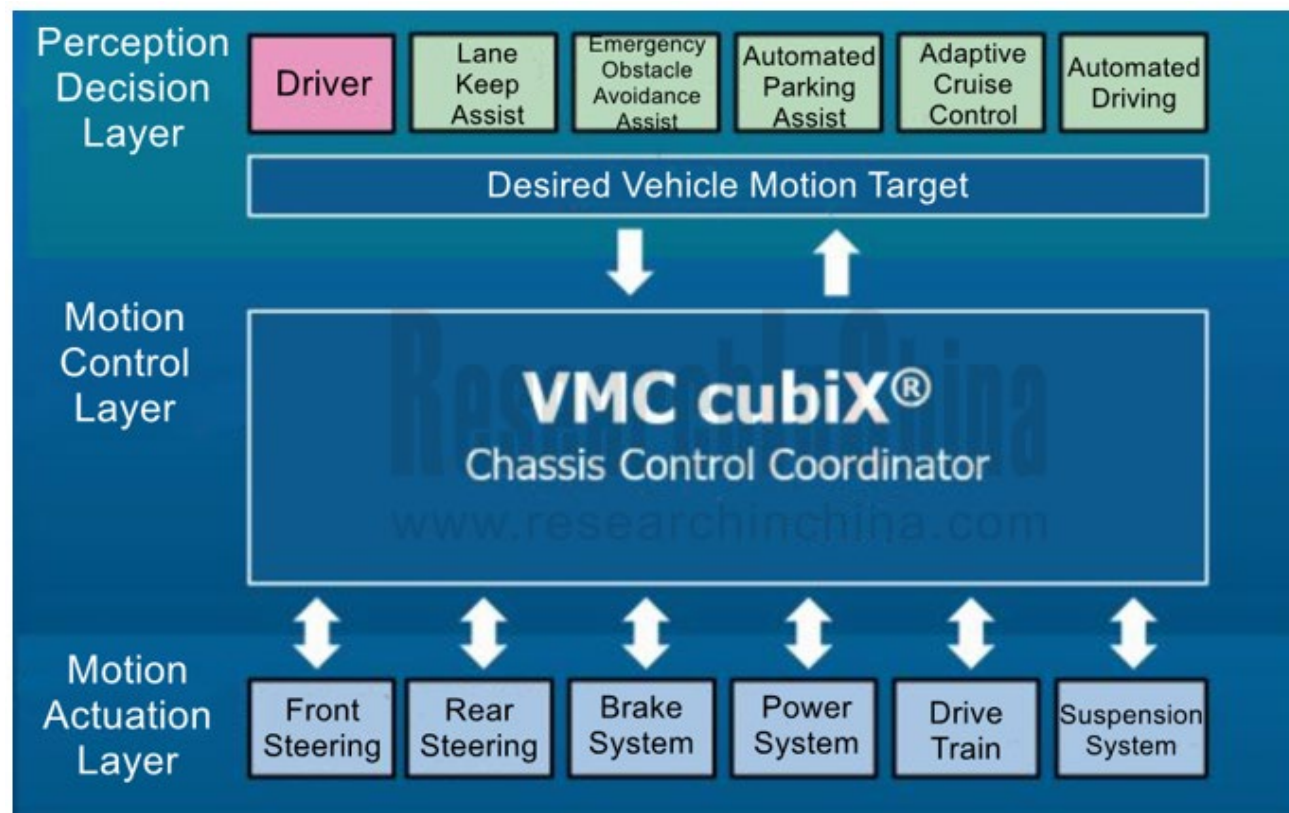 Perception
Decision
Layer
Driver
Lane
Keep
Assist
Emergency
Obstacle
Avoidance
Assist
Automated
Parking
Assist
Adaptive
Cruise
Control
Automated
Driving
Desired Vehicle Motion Target
Motion
Control
Layer
ResearchInChina
VMC cubiX®
Chassis Control Coordinator
www.researchinchina.com
Motion
Actuation
Layer
Front
Steering
Rear
Steering
Brake
System
Power
System
Drive
Train
Suspension
System